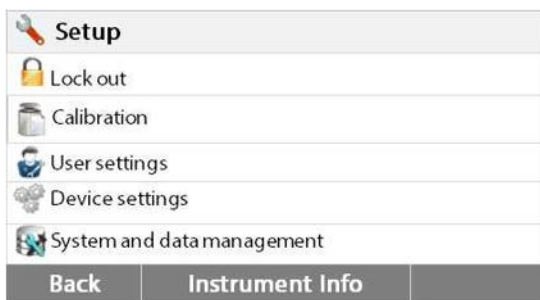 Setup
Lock out
Calibration
User settings
Device settings
System and data management
Back Instrument Info